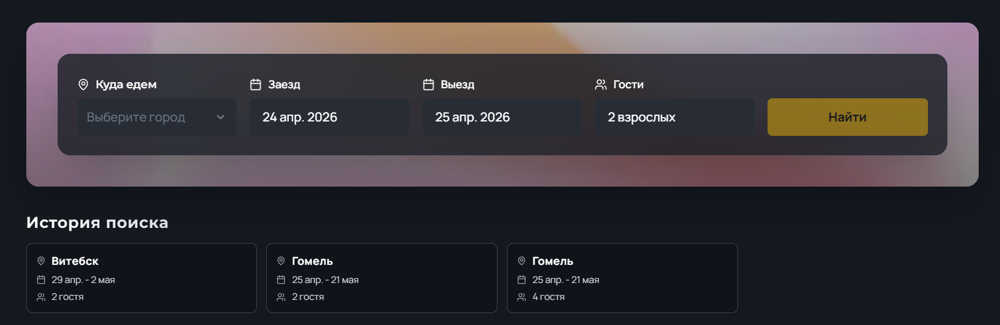 Куда едем
Заезд
Выезд
Гости
Выберите город
24 апр. 2026
25 апр. 2026
2 взрослых
Найти
История поиска
Витебск
29 апр. - 2 мая
2 гостя
Гомель
25 апр. - 21 мая
2 гостя
Гомель
25 апр. - 21 мая
4 гостя